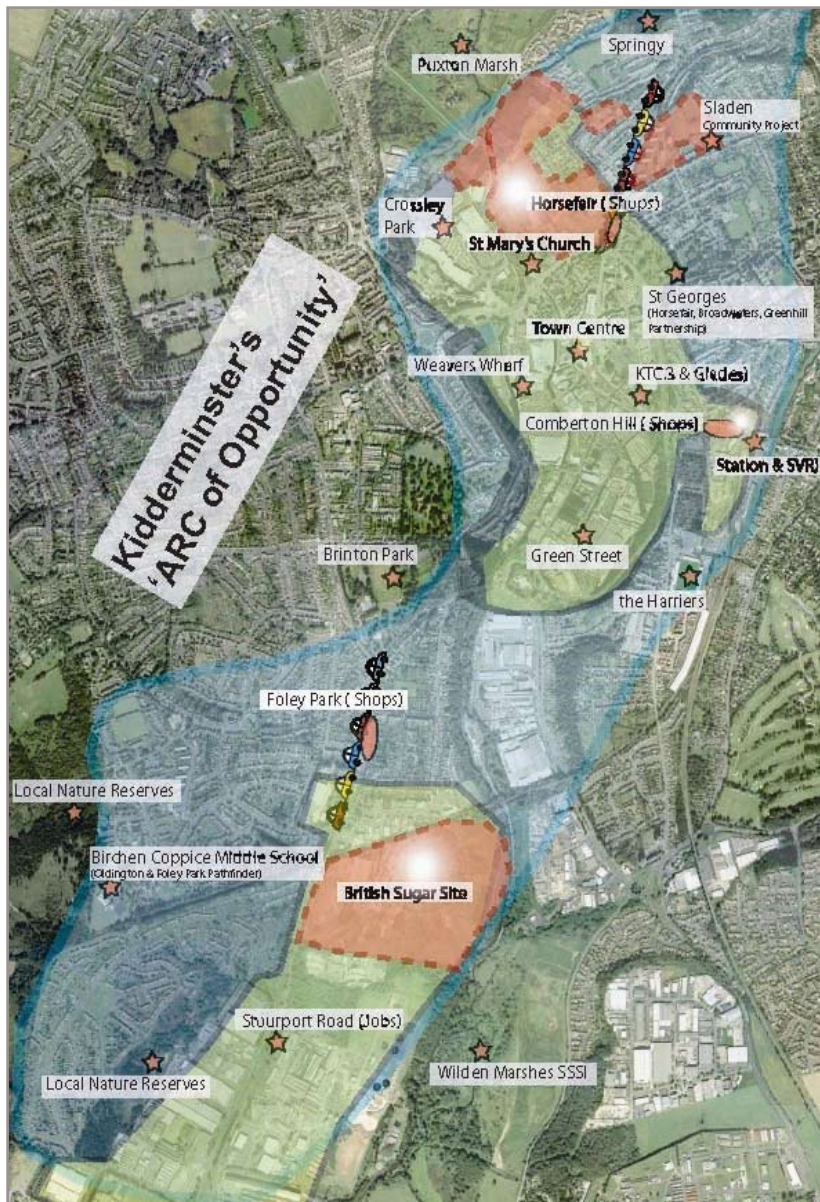 Springy
Puxton Marsh
Sladen
Community Project
Crossley
Park
Horsefair ( Shops)
St Mary's Church
St Georges
(Horsefair, Broadwaters, Greenhill
Partnership)
Kidderminster's
'ARC of Opportunity'
Town Centre
Weavers Wharf
KTC.3 & Glades)
Comberton Hill ( Shops)
Station & SVR)
Green Street
Brinton Park
the Harriers
Foley Park ( Shops)
Local Nature Reserves
Birchen Coppice Middle School
(Oldington & Foley Park Pathfinder)
British Sugar Site
Stourport Road (Jobs)
Local Nature Reserves
Wilden Marshes SSSI